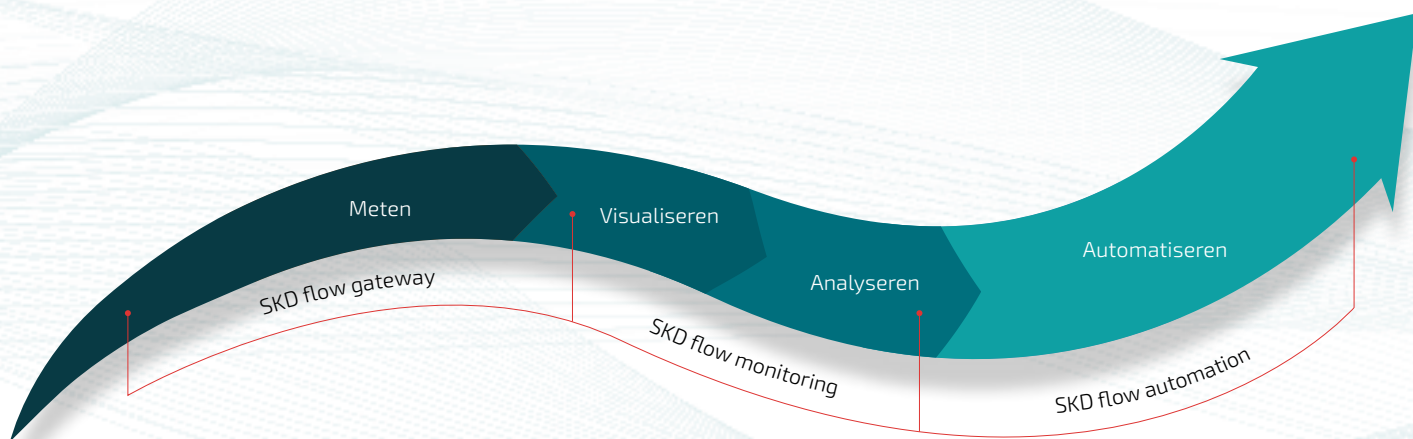 Meten
Visualiseren
Analyseren
Automatiseren
SKD flow gateway
SKD flow monitoring
SKD flow automation